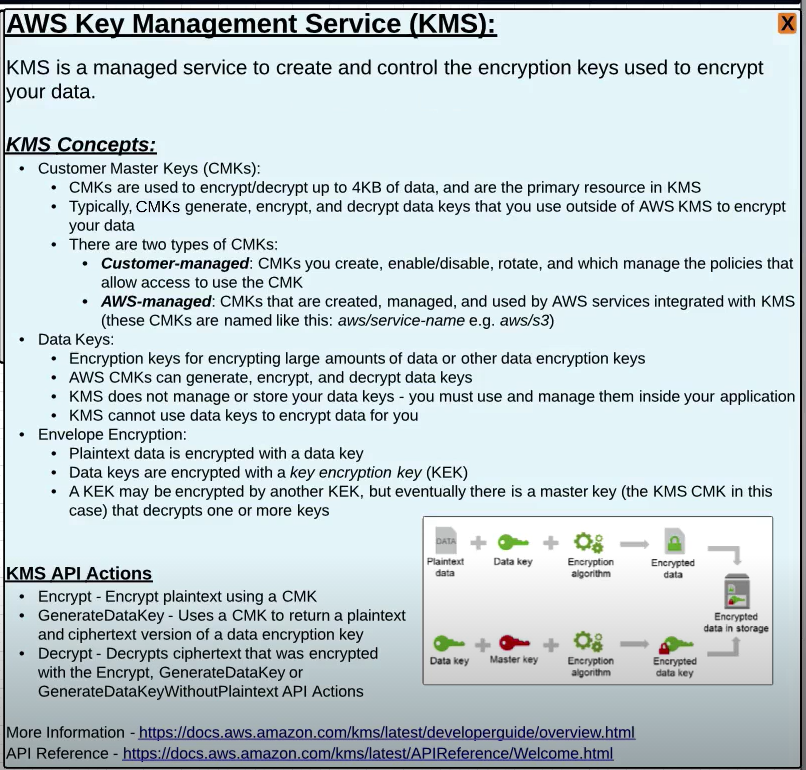 AWS Key Management Service (KMS):
X
KMS is a managed service to create and control the encryption keys used to encrypt
your data.
KMS Concepts:
• Customer Master Keys (CMKs):
• CMKs are used to encrypt/decrypt up to 4KB of data, and are the primary resource in KMS
• Typically, CMKs generate, encrypt, and decrypt data keys that you use outside of AWS KMS to encrypt
your data
• There are two types of CMKs:
• Customer-managed: CMKs you create, enable/disable, rotate, and which manage the policies that
allow access to use the CMK
• AWS-managed: CMKs that are created, managed, and used by AWS services integrated with KMS
(these CMKs are named like this: aws/service-name e.g. aws/s3)
• Data Keys:
• Encryption keys for encrypting large amounts of data or other data encryption keys
• AWS CMKs can generate, encrypt, and decrypt data keys
• KMS does not manage or store your data keys - you must use and manage them inside your application
• KMS cannot use data keys to encrypt data for you
• Envelope Encryption:
• Plaintext data is encrypted with a data key
• Data keys are encrypted with a key encryption key (KEK)
• A KEK may be encrypted by another KEK, but eventually there is a master key (the KMS CMK in this
case) that decrypts one or more keys
KMS API Actions
• Encrypt - Encrypt plaintext using a CMK
• GenerateDataKey - Uses a CMK to return a plaintext
and ciphertext version of a data encryption key
• Decrypt - Decrypts ciphertext that was encrypted
with the Encrypt, GenerateDataKey or
GenerateDataKeyWithoutPlaintext API Actions
DATA
Plaintext
data
Data key
Encryption
algorithm
Encrypted
data
Encrypted
data in storage
Data key
Master key
Encryption
algorithm
Encrypted
data key
More Information - https://docs.aws.amazon.com/kms/latest/developerguide/overview.html
API Reference - https://docs.aws.amazon.com/kms/latest/APIReference/Welcome.html